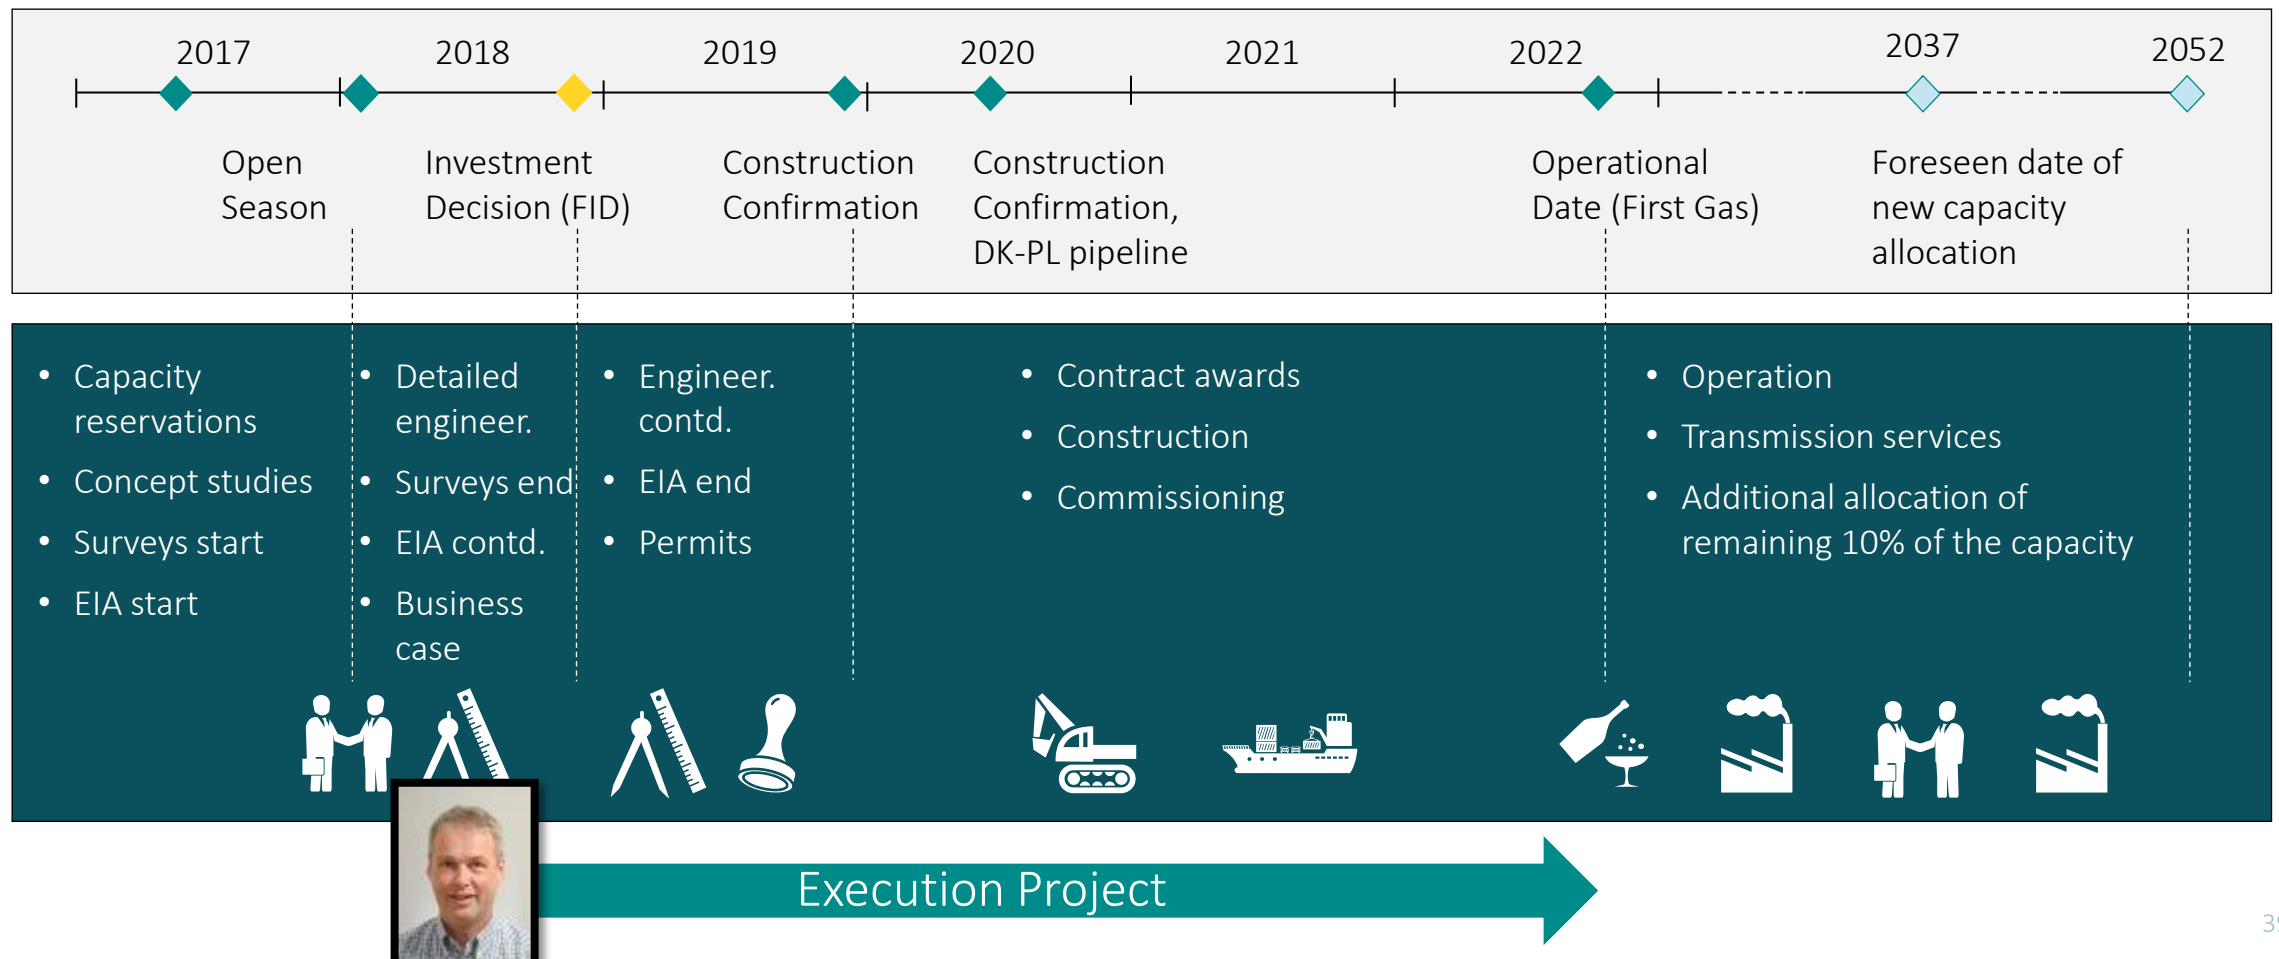 2017
2018
2019
2020
2021
2022
2037
2052
Open
Season
Investment
Decision (FID)
Construction
Confirmation
Construction
Confirmation,
DK-PL pipeline
Operational
Date (First Gas)
Foreseen date of
new capacity
allocation
• Capacity
reservations
• Concept studies
• Surveys start
• EIA start
• Detailed
engineer.
• Surveys end
• EIA contd.
• Business
case
• Engineer.
contd.
• EIA end
• Permits
• Contract awards
• Construction
• Commissioning
• Operation
• Transmission services
• Additional allocation of
remaining 10% of the capacity
Execution Project